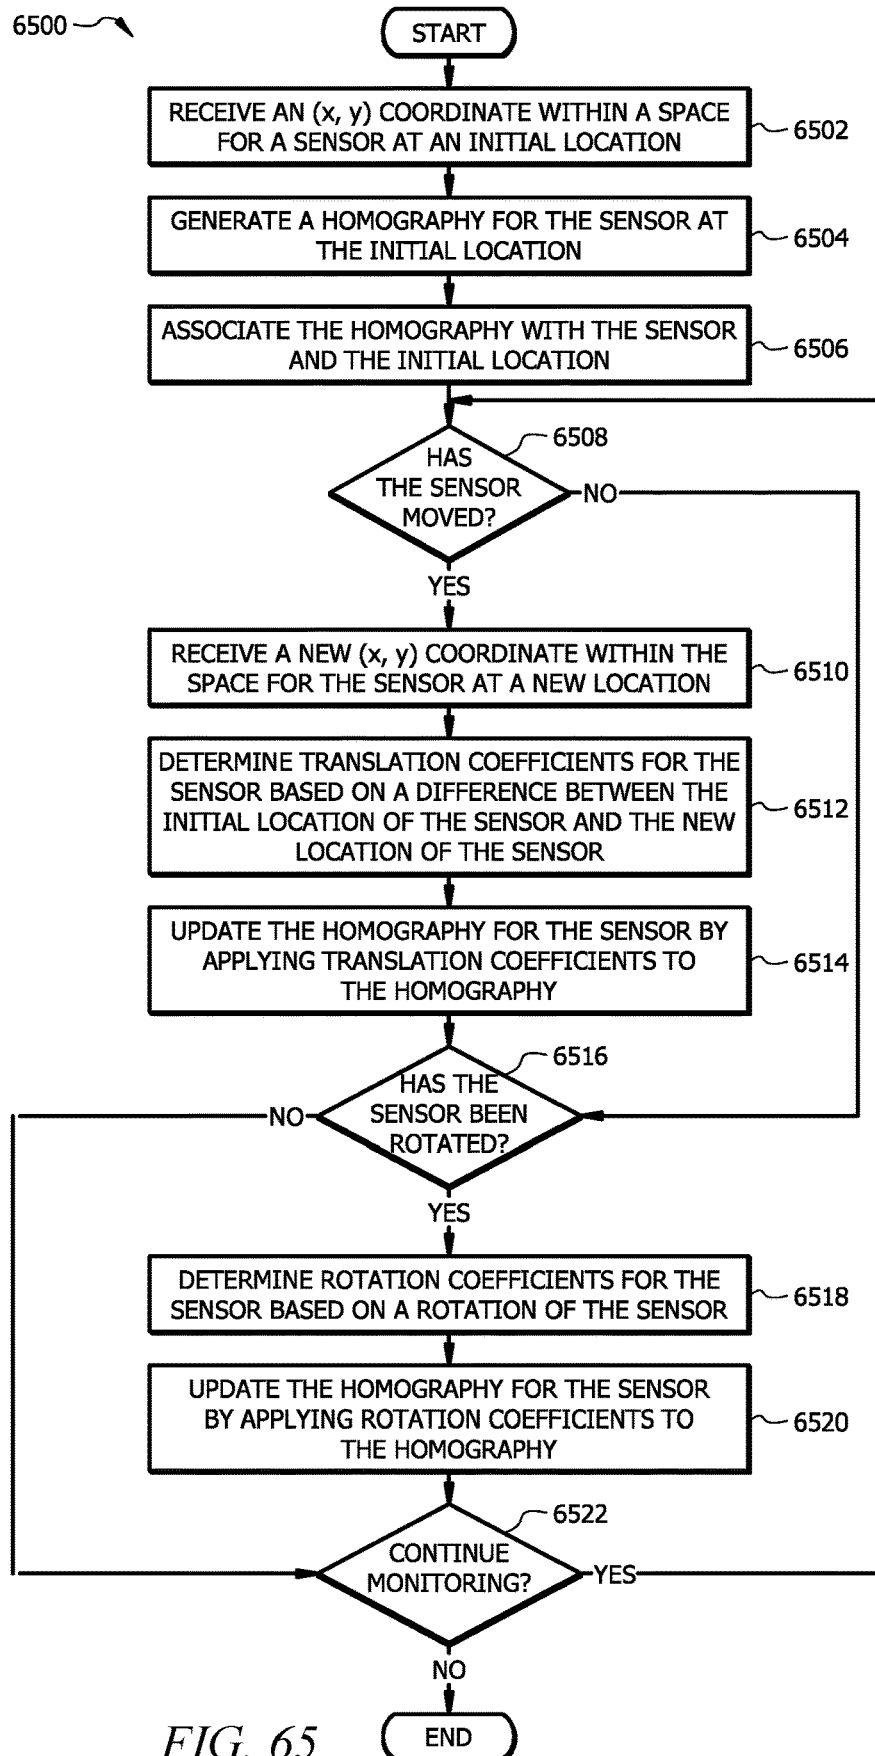 6500
START
RECEIVE AN (x, y) COORDINATE WITHIN A SPACE
FOR A SENSOR AT AN INITIAL LOCATION
6502
GENERATE A HOMOGRAPHY FOR THE SENSOR AT
THE INITIAL LOCATION
6504
ASSOCIATE THE HOMOGRAPHY WITH THE SENSOR
AND THE INITIAL LOCATION
6506
6508
HAS
THE SENSOR
MOVED?
NO
YES
RECEIVE A NEW (x, y) COORDINATE WITHIN THE
SPACE FOR THE SENSOR AT A NEW LOCATION
6510
DETERMINE TRANSLATION COEFFICIENTS FOR THE
SENSOR BASED ON A DIFFERENCE BETWEEN THE
INITIAL LOCATION OF THE SENSOR AND THE NEW
LOCATION OF THE SENSOR
6512
UPDATE THE HOMOGRAPHY FOR THE SENSOR BY
APPLYING TRANSLATION COEFFICIENTS TO
THE HOMOGRAPHY
6514
6516
HAS THE
SENSOR BEEN
ROTATED?
NO
YES
DETERMINE ROTATION COEFFICIENTS FOR THE
SENSOR BASED ON A ROTATION OF THE SENSOR
6518
UPDATE THE HOMOGRAPHY FOR THE SENSOR
BY APPLYING ROTATION COEFFICIENTS TO
THE HOMOGRAPHY
6520
6522
CONTINUE
MONITORING?
YES
NO
END
FIG. 65